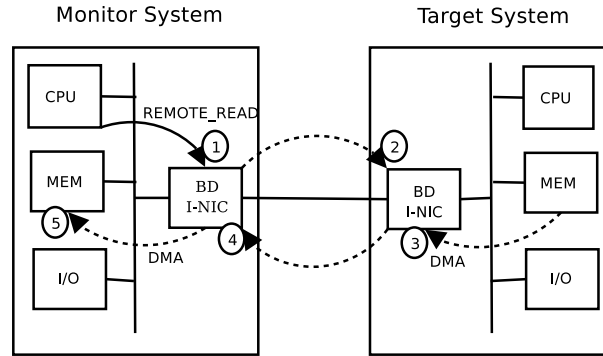 Monitor System
Target System
CPU
REMOTE_READ
1
2
CPU
MEM
BD
I-NIC
BD
I-NIC
MEM
5
4
3
DMA
DMA
I/O
I/O